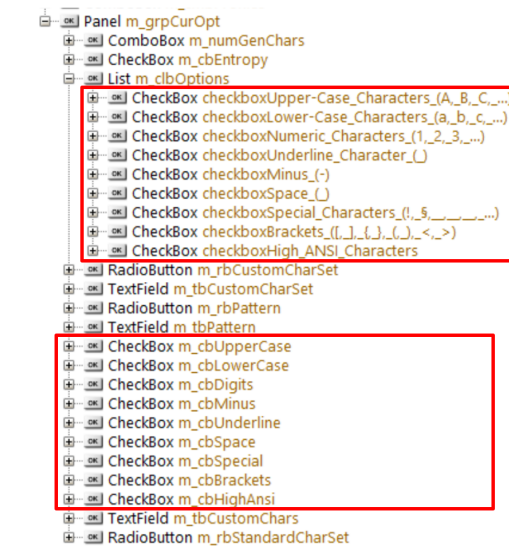 Panel m_grpCurOpt
ComboBox m_numGenChars
CheckBox m_cbEntropy
List m_clbOptions
CheckBox checkboxUpper-Case_Characters_(A,_B,_C,_...)
CheckBox checkboxLower-Case_Characters_(a,_b,_c,_...)
CheckBox checkboxNumeric_Characters_(1,_2,_3,_...)
CheckBox checkboxUnderline_Character_(_)
CheckBox checkboxMinus_(-)
CheckBox checkboxSpace_(_)
CheckBox checkboxSpecial_Characters_(!,_§,__,__,_,_...)
CheckBox checkboxBrackets_([,_],_{,_},_(,_),_<,_>)
CheckBox checkboxHigh_ANSI_Characters
RadioButton m_rbCustomCharSet
TextField m_tbCustomCharSet
RadioButton m_rbPattern
TextField m_tbPattern
CheckBox m_cbUpperCase
CheckBox m_cbLowerCase
CheckBox m_cbDigits
CheckBox m_cbMinus
CheckBox m_cbUnderline
CheckBox m_cbSpace
CheckBox m_cbSpecial
CheckBox m_cbBrackets
CheckBox m_cbHighAnsi
TextField m_tbCustomChars
RadioButton m_rbStandardCharSet